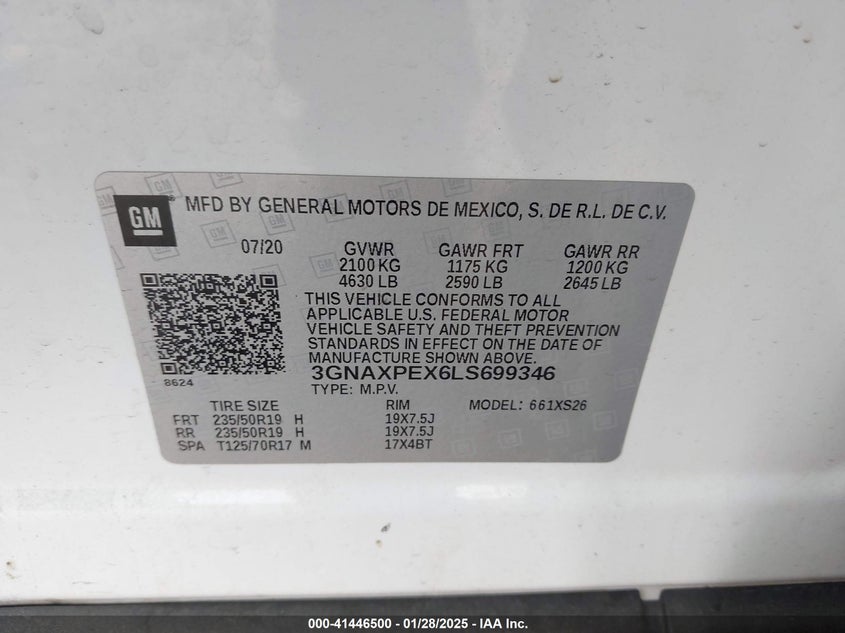 GM MFD BY GENERAL MOTORS DE MEXICO, S. DE R.L. DE C.V.
07/20 GVWR GAWR FRT GAWR RR
2100 KG 1175 KG 1200 KG
4630 LB 2590 LB 2645 LB
THIS VEHICLE CONFORMS TO ALL
APPLICABLE U.S. FEDERAL MOTOR
VEHICLE SAFETY AND THEFT PREVENTION
STANDARDS IN EFFECT ON THE DATE OF
MANUFACTURE SHOWN ABOVE.
8624
3GNAXPEX6LS699346
TYPE: M.P.V.
TIRE SIZE RIM MODEL: 661XS26
FRT 235/50R19 H 19X7.5J
RR 235/50R19 H 19X7.5J
SPA T125/70R17 M 17X4BT
000-41446500 / 01/28/2025 - IAA Inc.